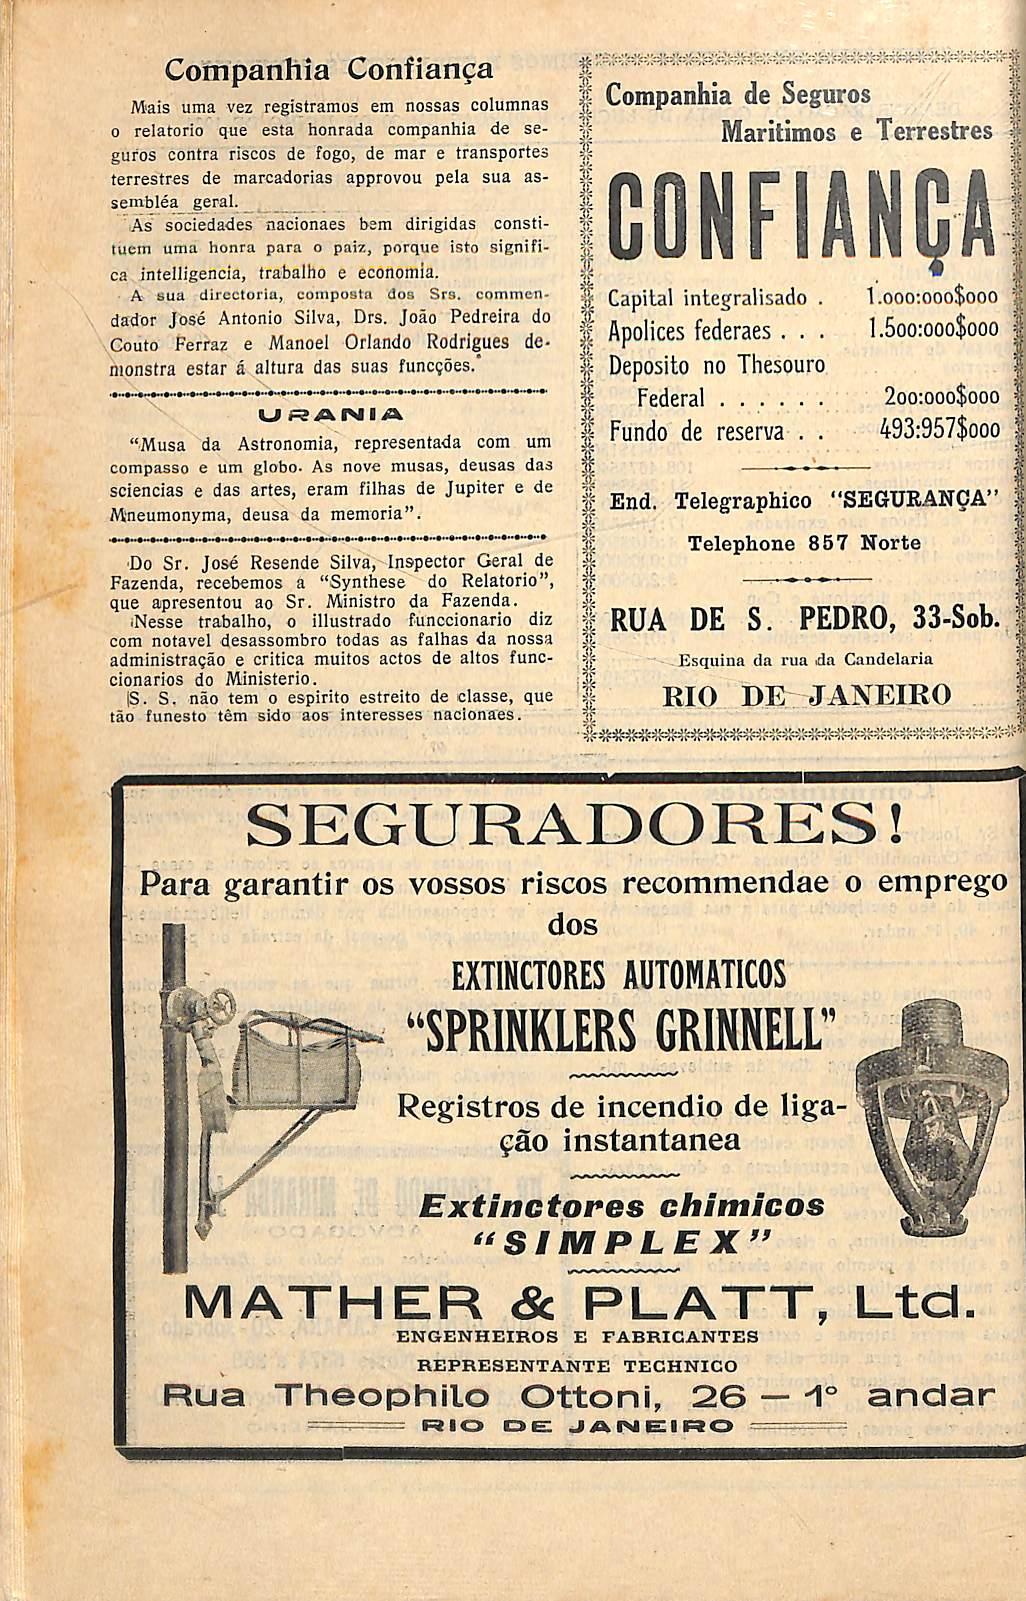 Companhia Confiança
Mais uma vez registramos em nossas columnas
o relatorio que esta honrada companhia de se-
guros contra riscos de fogo, de mar e transportes
terrestres de marcadorias approvou pela sua as-
sembléa geral.
As sociedades nacionaes bem dirigidas consti-
tuem uma honra para o paiz, porque isto signifi-
ca intelligencia, trabalho e economia.
A sua directoria, composta dos Srs. commen-
dador José Antonio Silva, Drs. João Pedreira do
Couto Ferraz e Manoel Orlando Rodrigues de-
monstra estar á altura das suas funcções.
URANIA
“Musa da Astronomia, representada com um
compasso e um globo. As nove musas, deusas das
sciencias e das artes, eram filhas de Jupiter e de
Mneumonyma, deusa da memoria”.
Do Sr. José Resende Silva, Inspector Geral de
Fazenda, recebemos a “Synthese do Relatorio”,
que apresentou ao Sr. Ministro da Fazenda.
Nesse trabalho, o illustrado funccionario diz
com notavel desassombro todas as falhas da nossa
administração e critica muitos actos de altos func-
cionarios do Ministerio.
S. S. não tem o espirito estreito de classe, que
tão funesto têm sido aos interesses nacionaes.
Companhia de Seguros
Maritimos e Terrestres
CONFIANÇA
Capital integralisado . 1.000:000$000
Apolices federaes . . . 1.500:000$000
Deposito no Thesouro
Federal . . . . . . 200:000$000
Fundo de reserva . . 493:957$000
End. Telegraphico “SEGURANÇA”
Telephone 857 Norte
RUA DE S. PEDRO, 33-Sob.
Esquina da rua da Candelaria
RIO DE JANEIRO
SEGURADORES!
Para garantir os vossos riscos recommendae o emprego
dos
EXTINCTORES AUTOMATICOS
“SPRINKLERS GRINNELL”
Registros de incendio de liga-
ção instantanea
Extinctores chimicos
“SIMPLEX”
MATHER & PLATT, Ltd.
ENGENHEIROS E FABRICANTES
REPRESENTANTE TECHNICO
Rua Theophilo Ottoni, 26 — 1º andar
RIO DE JANEIRO